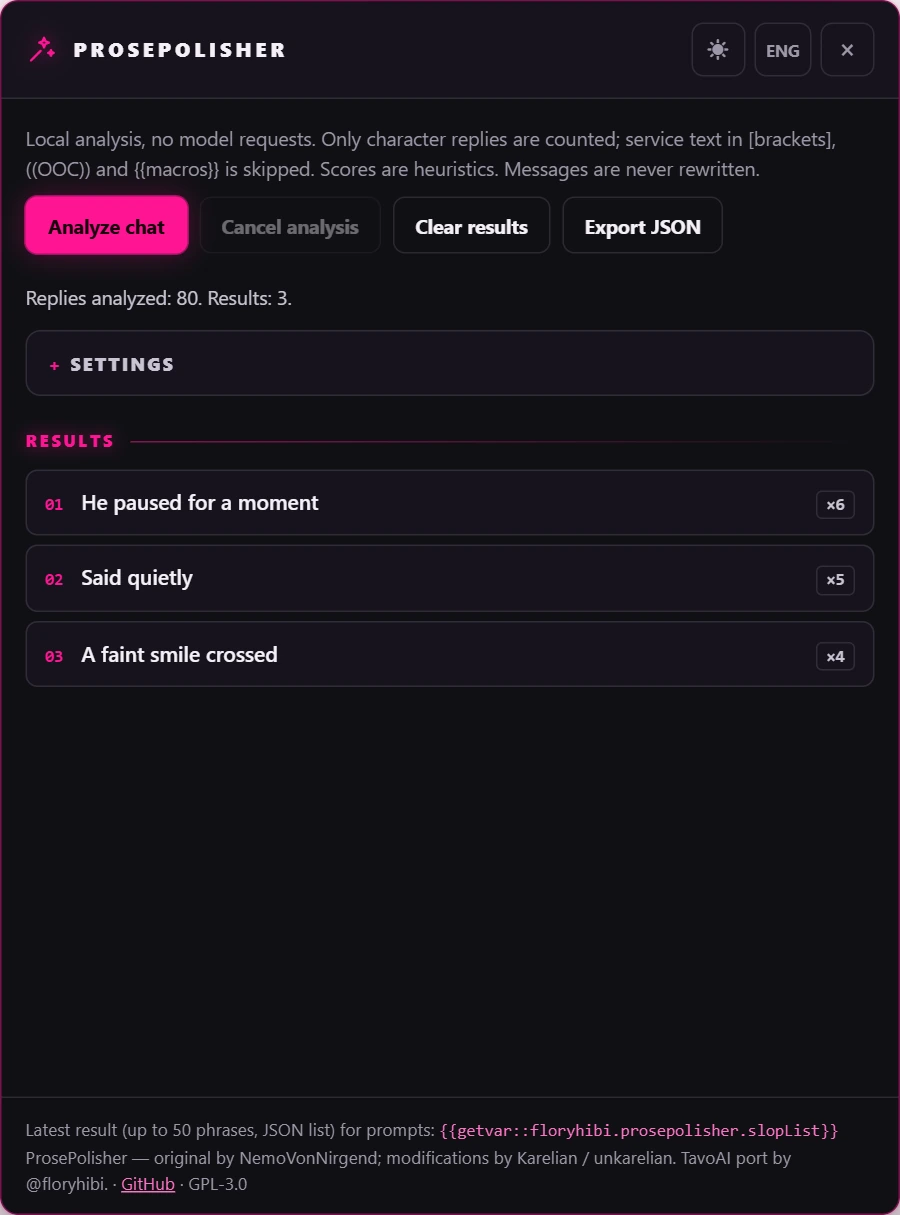 PROSEPOLISHER
ENG
×
Local analysis, no model requests. Only character replies are counted; service text in [brackets],
((OOC)) and {{macros}} is skipped. Scores are heuristics. Messages are never rewritten.
Analyze chat
Cancel analysis
Clear results
Export JSON
Replies analyzed: 80. Results: 3.
+ SETTINGS
RESULTS
01 He paused for a moment ×6
02 Said quietly ×5
03 A faint smile crossed ×4
Latest result (up to 50 phrases, JSON list) for prompts: {{getvar::floryhibi.prosepolisher.slopList}}
ProsePolisher — original by NemoVonNirgend; modifications by Karelian / unkarelian. TavoAI port by
@floryhibi. · GitHub · GPL-3.0